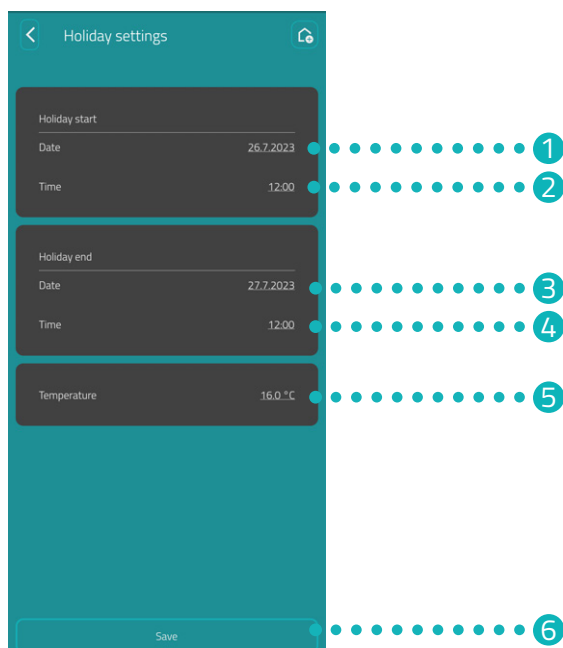 Holiday settings
Holiday start
Date 26.7.2023 1
Time 12:00 2
Holiday end
Date 27.7.2023 3
Time 12:00 4
Temperature 16.0 °C 5
Save 6